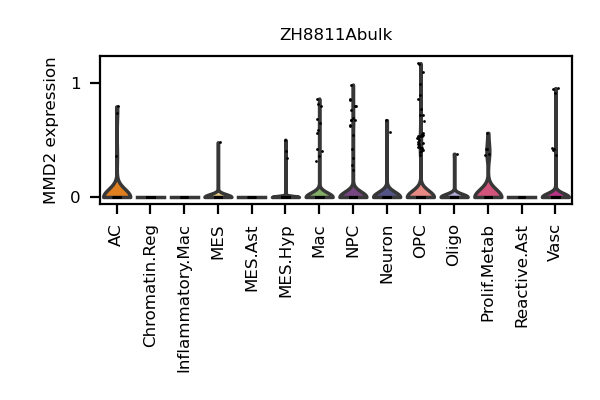 ZH8811Abulk
MMD2 expression
1
0
AC
Chromatin.Reg
Inflammatory.Mac
MES
MES.Ast
MES.Hyp
Mac
NPC
Neuron
OPC
Oligo
Prolif.Metab
Reactive.Ast
Vasc